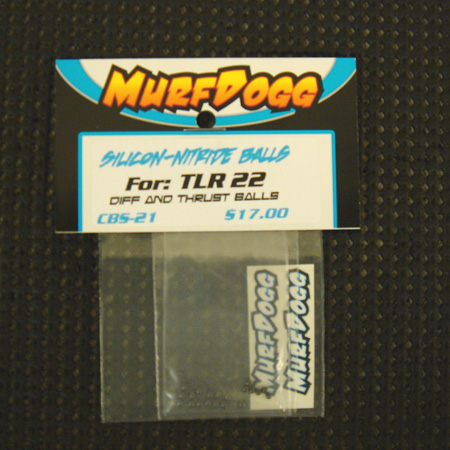 MURFDOGG
SILICON-NITRIDE BALLS
FOR: TLR 22
DIFF AND THRUST BALLS
CBS-21 $17.00
MURFDOGG
MURFDOGG